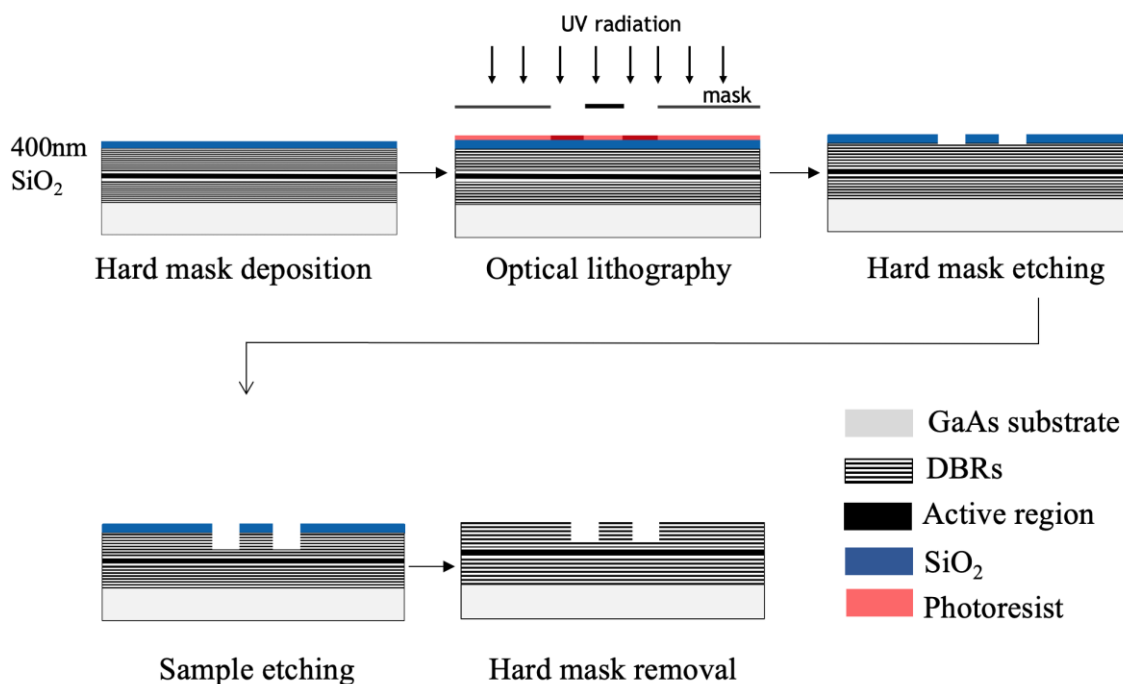 UV radiation
mask
400nm
SiO₂
Hard mask deposition
Optical lithography
Hard mask etching
GaAs substrate
DBRs
Active region
SiO₂
Photoresist
Sample etching
Hard mask removal